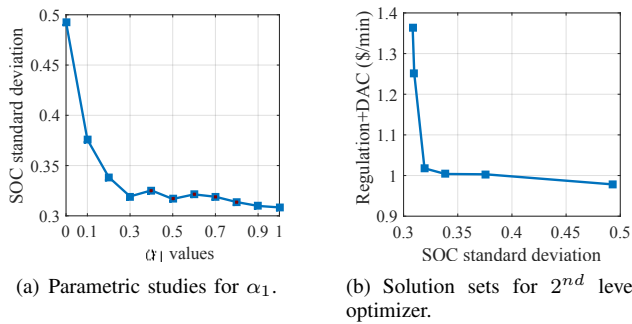 0.5
0.45
0.4
0.35
0.3
SOC standard deviation
0 0.1 0.3 0.5 0.7 0.9 1
α1 values
(a) Parametric studies for α1.
1.4
1.3
1.2
1.1
1
0.9
Regulation+DAC ($/min)
0.3 0.35 0.4 0.45 0.5
SOC standard deviation
(b) Solution sets for 2nd level
optimizer.